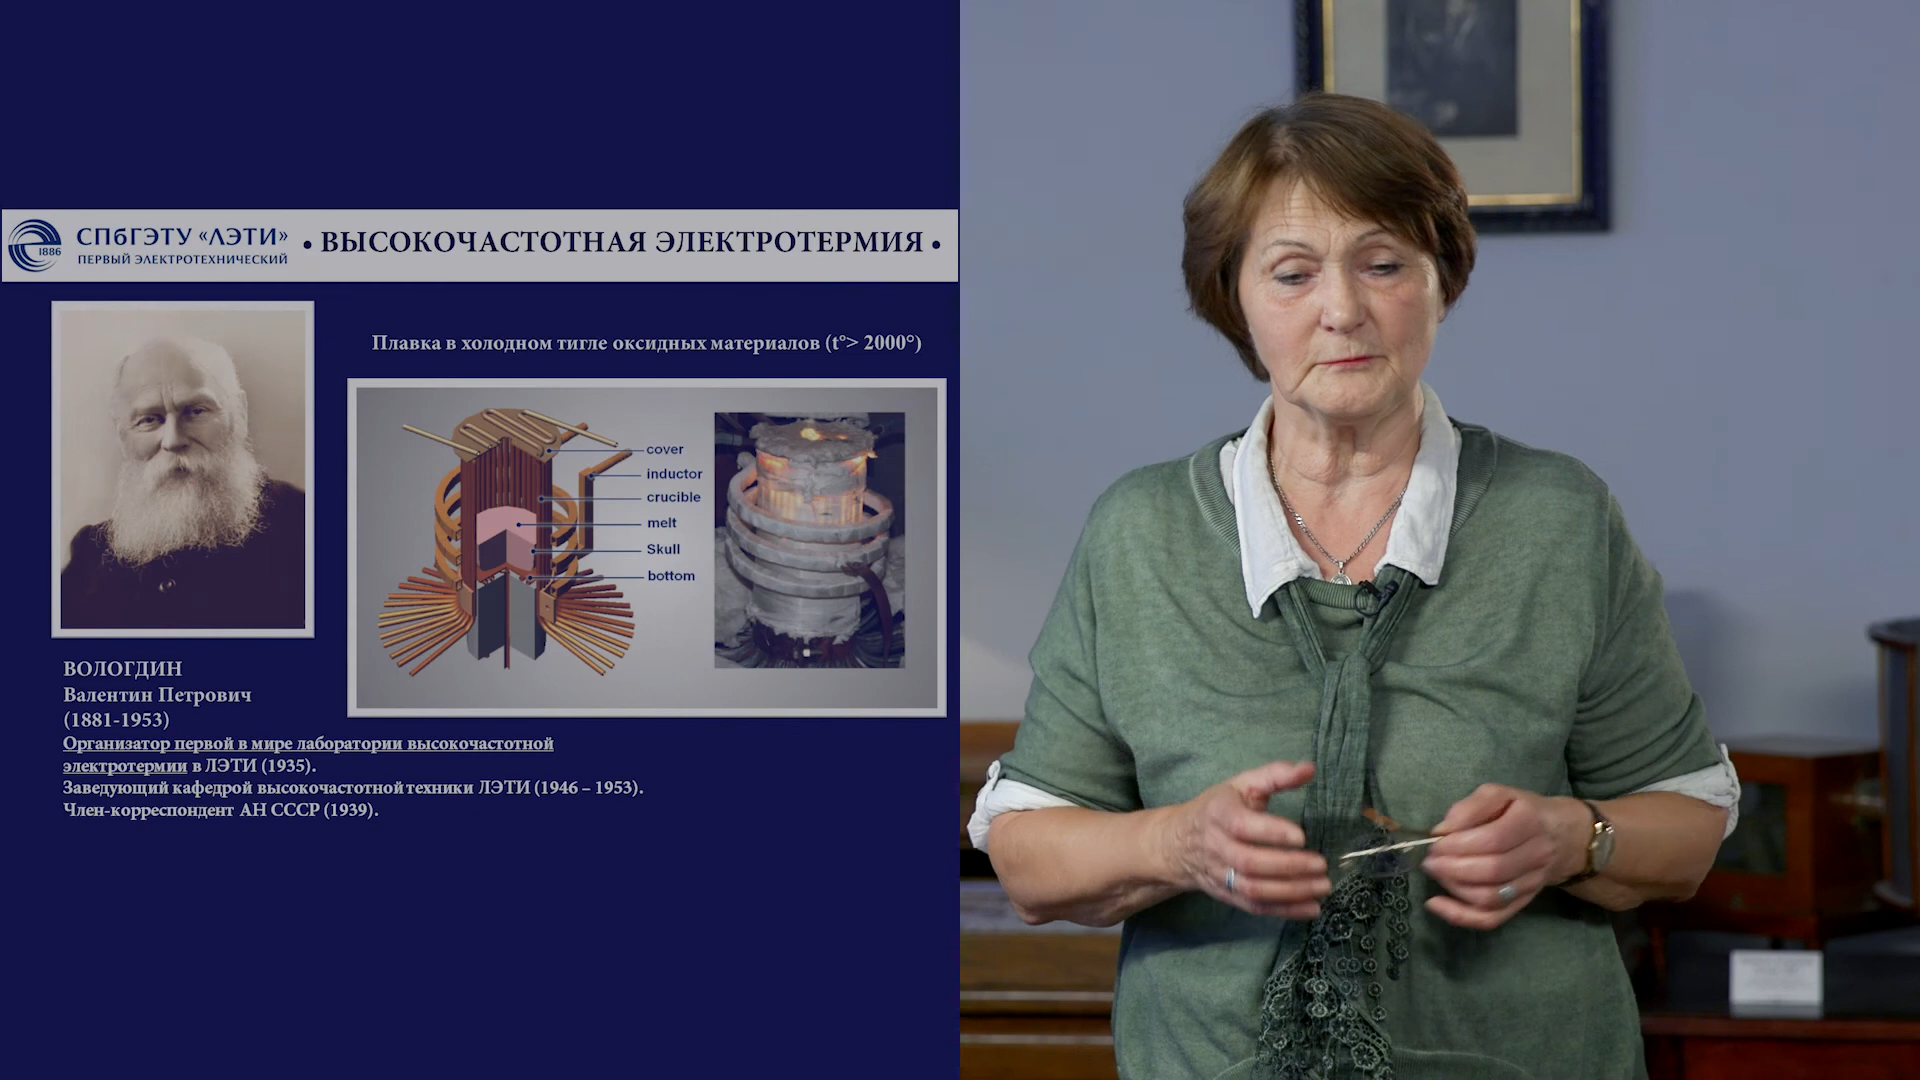 СПбГЭТУ «ЛЭТИ»
ПЕРВЫЙ ЭЛЕКТРОТЕХНИЧЕСКИЙ
1886
• ВЫСОКОЧАСТОТНАЯ ЭЛЕКТРОТЕРМИЯ •
Плавка в холодном тигле оксидных материалов (t°> 2000°)
cover
inductor
crucible
melt
Skull
bottom
ВОЛОГДИН
Валентин Петрович
(1881-1953)
Организатор первой в мире лаборатории высокочастотной
электротермии в ЛЭТИ (1935).
Заведующий кафедрой высокочастотной техники ЛЭТИ (1946 – 1953).
Член-корреспондент АН СССР (1939).